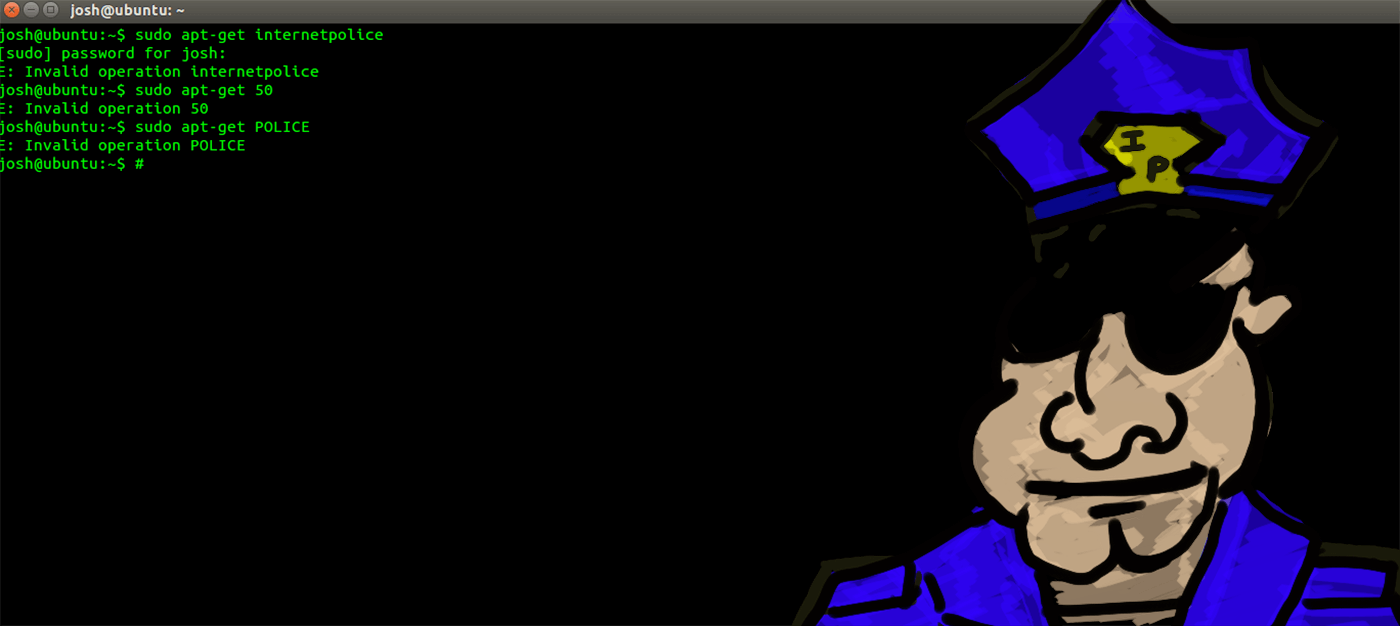 josh@ubuntu: ~
josh@ubuntu:~$ sudo apt-get internetpolice
[sudo] password for josh:
E: Invalid operation internetpolice
josh@ubuntu:~$ sudo apt-get 50
E: Invalid operation 50
josh@ubuntu:~$ sudo apt-get POLICE
E: Invalid operation POLICE
josh@ubuntu:~$ #
I
P